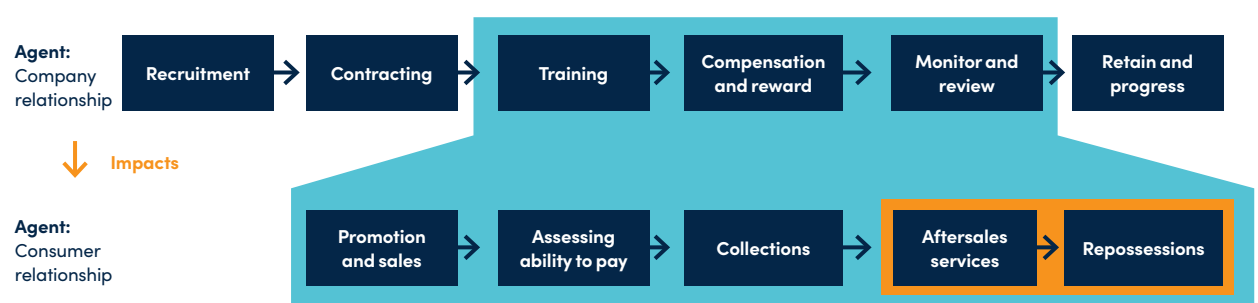 Agent:
Company
relationship
Recruitment
Contracting
Training
Compensation
and reward
Monitor and
review
Retain and
progress
Impacts
Agent:
Consumer
relationship
Promotion
and sales
Assessing
ability to pay
Collections
Aftersales
services
Repossessions